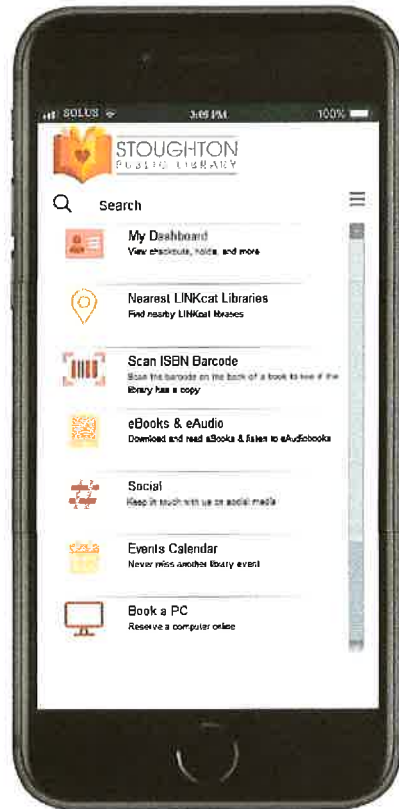 SOLUS 3:05 PM 100%
STOUGHTON
PUBLIC LIBRARY
Search
My Dashboard
View checkouts, holds, and more
Nearest LINKcat Libraries
Find nearby LINKcat libraries
Scan ISBN Barcode
Scan the barcode on the back of a book to see if the
library has a copy
eBooks & eAudio
Download and read eBooks & listen to eAudiobooks
Social
Keep in touch with us on social media
Events Calendar
Never miss another library event
Book a PC
Reserve a computer online